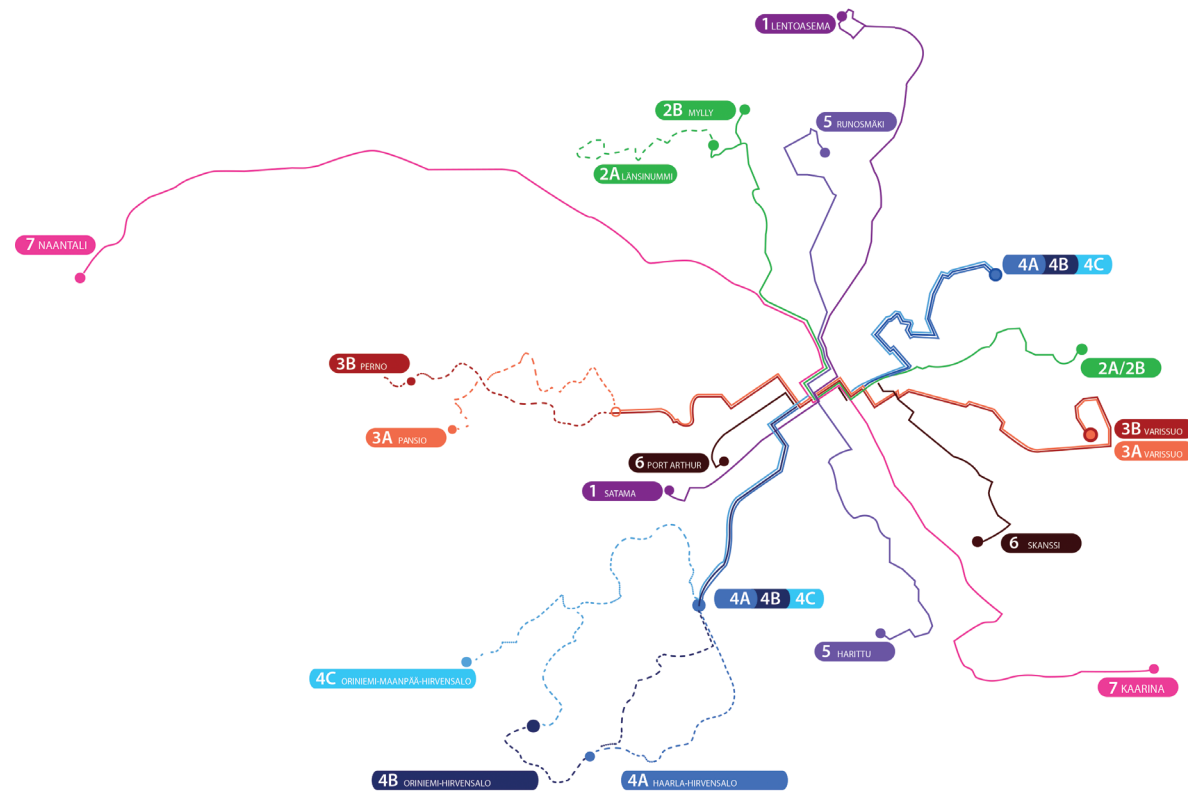 1 LENTOASEMA
2B MYLLY
5 RUNOSMÄKI
2A LÄNSINUMMI
7 NAANTALI
4A 4B 4C
3B PERNO
2A/2B
3A PANSIO
3B VARISSUO
3A VARISSUO
6 PORT ARTHUR
1 SATAMA
6 SKANSSI
4A 4B 4C
5 HARITTU
4C ORINIEMI-MAANPÄÄ-HIRVENSALO
7 KAARINA
4B ORINIEMI-HIRVENSALO
4A HAARLA-HIRVENSALO